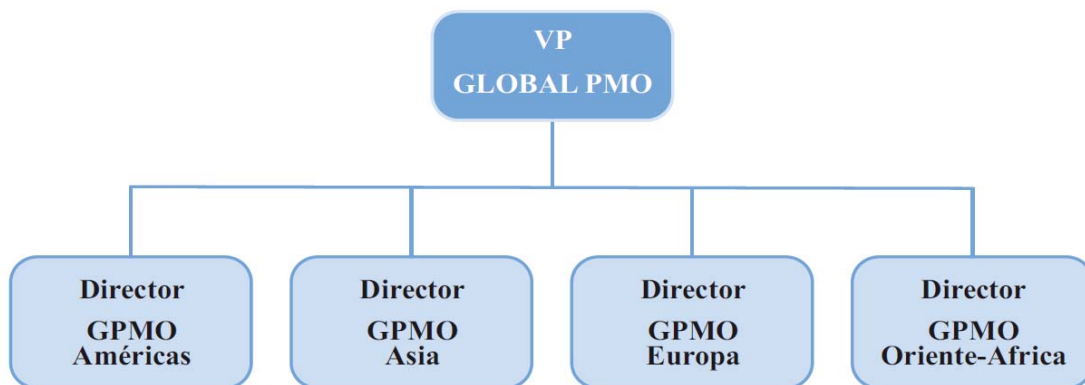 VP
GLOBAL PMO
Director
GPMO
Américas
Director
GPMO
Asia
Director
GPMO
Europa
Director
GPMO
Oriente-Africa